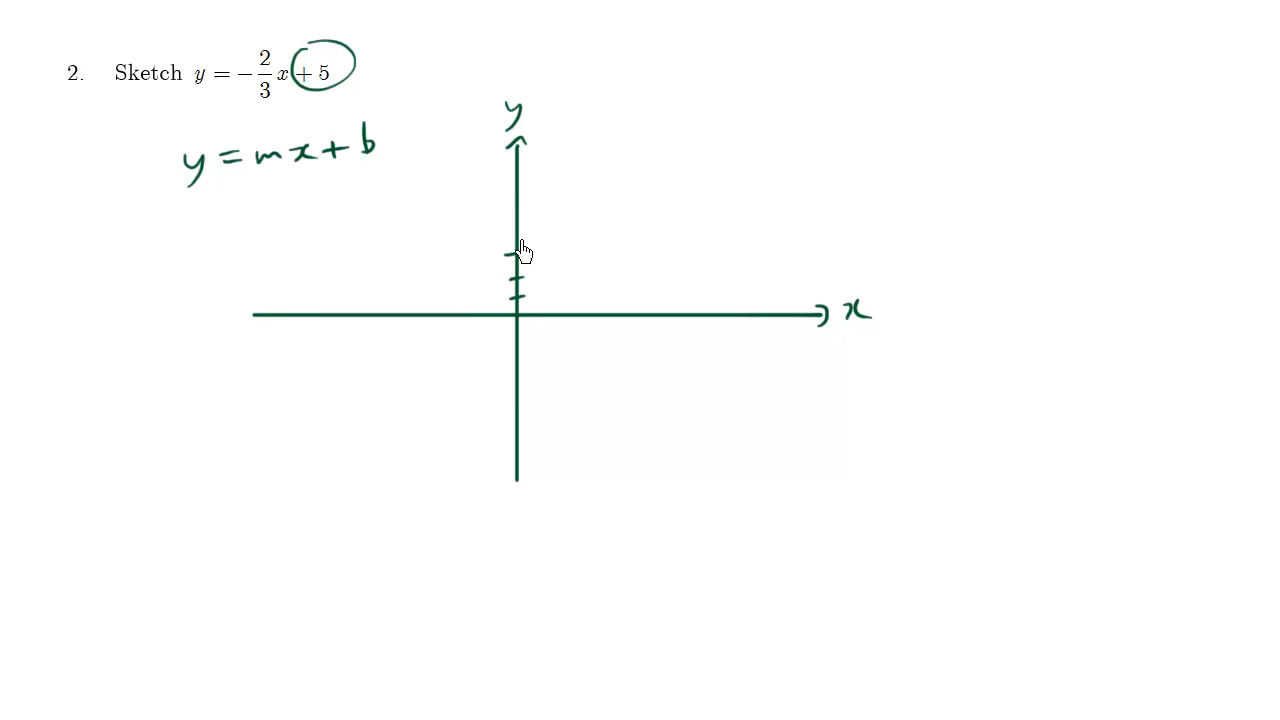 2. Sketch y = -2/3 x + 5
y = mx + b
y
x